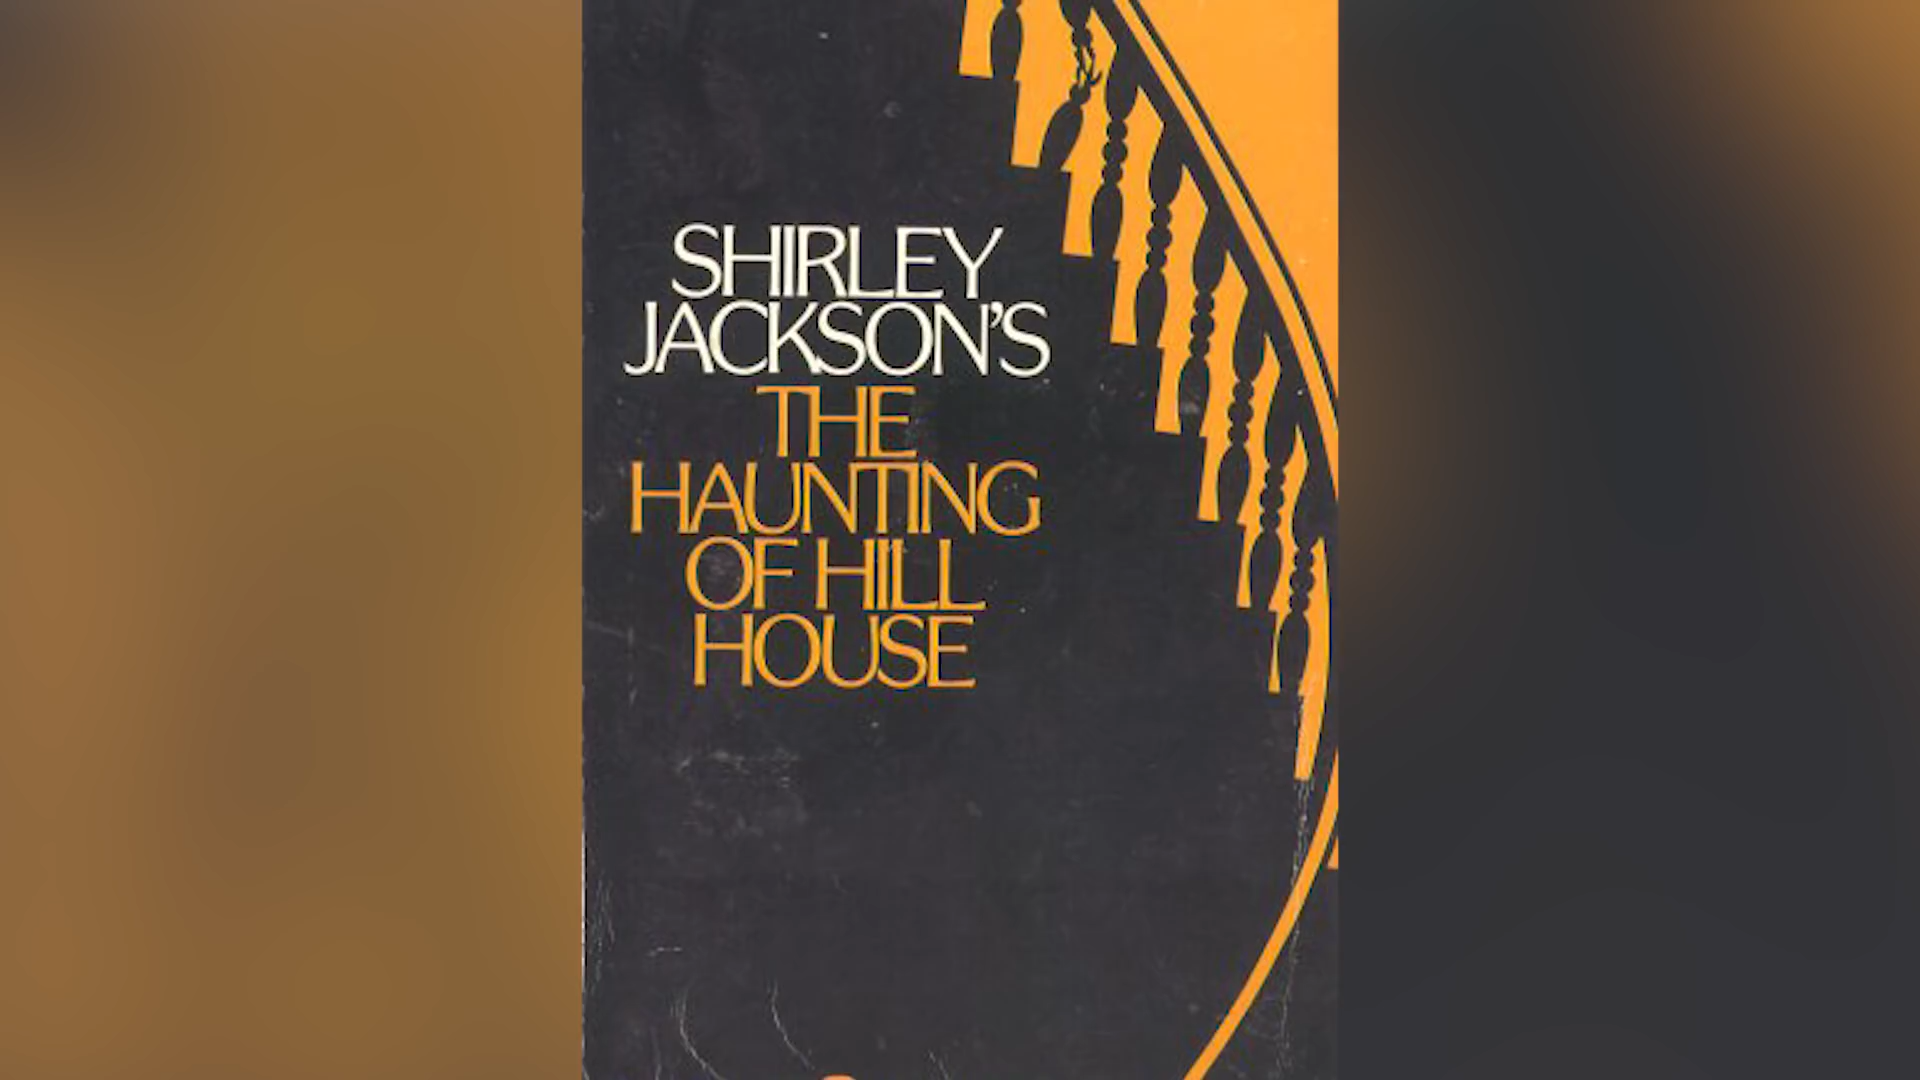 SHIRLEY
JACKSON'S
THE
HAUNTING
OF HILL
HOUSE